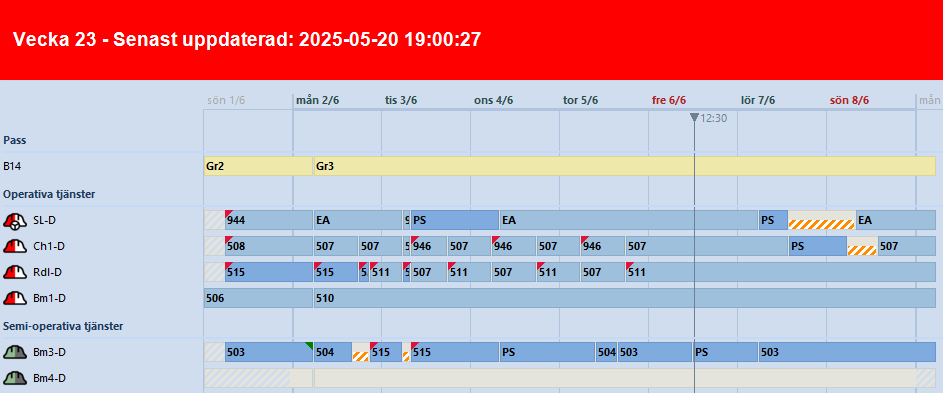 Vecka 23 - Senast uppdaterad: 2025-05-20 19:00:27
sön 1/6 mån 2/6 tis 3/6 ons 4/6 tor 5/6 fre 6/6 lör 7/6 sön 8/6 mån
12:30
Pass
B14 Gr2 Gr3
Operativa tjänster
SL-D 944 EA PS EA PS EA
Ch1-D 508 507 507 946 507 946 507 946 507 PS 507
Rdl-D 515 515 511 507 511 507 511 507 511
Bm1-D 506 510
Semi-operativa tjänster
Bm3-D 503 504 515 515 PS 504 503 PS 503
Bm4-D